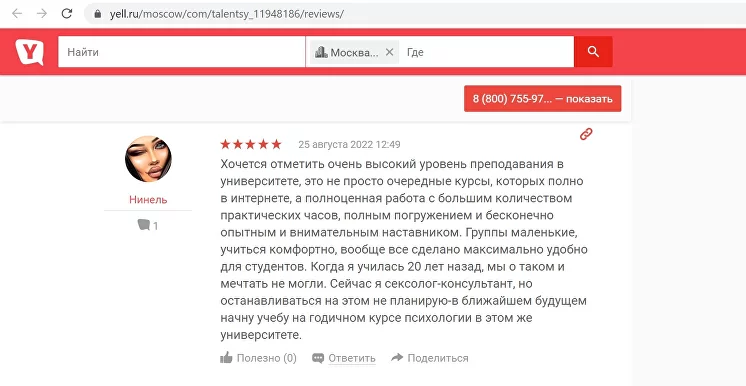 yell.ru/moscow/com/talentsy_11948186/reviews/
Y
Найти
Москва...
Где
8 (800) 755-97... — показать
25 августа 2022 12:49
Хочется отметить очень высокий уровень преподавания в
университете, это не просто очередные курсы, которых полно
в интернете, а полноценная работа с большим количеством
практических часов, полным погружением и бесконечно
опытным и внимательным наставником. Группы маленькие,
учиться комфортно, вообще все сделано максимально удобно
для студентов. Когда я училась 20 лет назад, мы о таком и
мечтать не могли. Сейчас я сексолог-консультант, но
останавливаться на этом не планирую-в ближайшем будущем
начну учебу на годичном курсе психологии в этом же
университете.
Нинель
1
Полезно (0)
Ответить
Поделиться